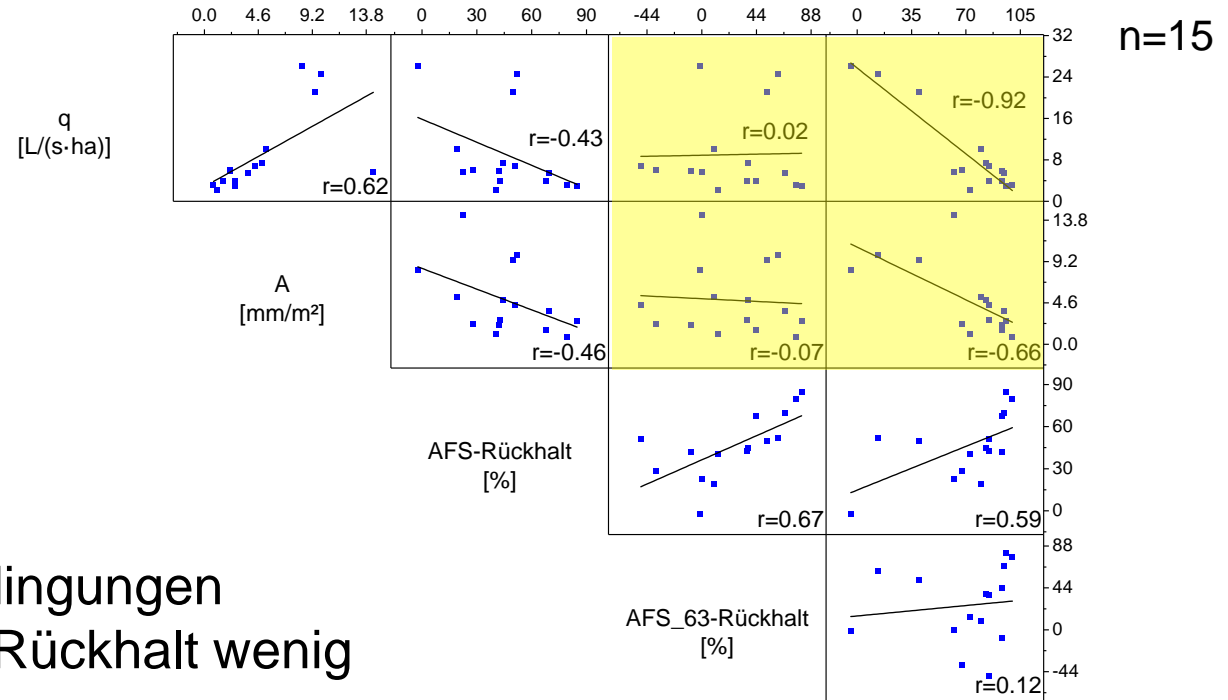 0.0 4.6 9.2 13.8 0 30 60 90 -44 0 44 88 0 35 70 105
n=15
32
24
16
8
0
q
[L/(s·ha)]
r=0.62
r=-0.43
r=0.02
r=-0.92
13.8
9.2
4.6
0.0
A
[mm/m²]
r=-0.46
r=-0.07
r=-0.66
90
60
30
0
AFS-Rückhalt
[%]
r=0.67
r=0.59
88
44
0
-44
AFS_63-Rückhalt
[%]
r=0.12
lingungen
Rückhalt wenig